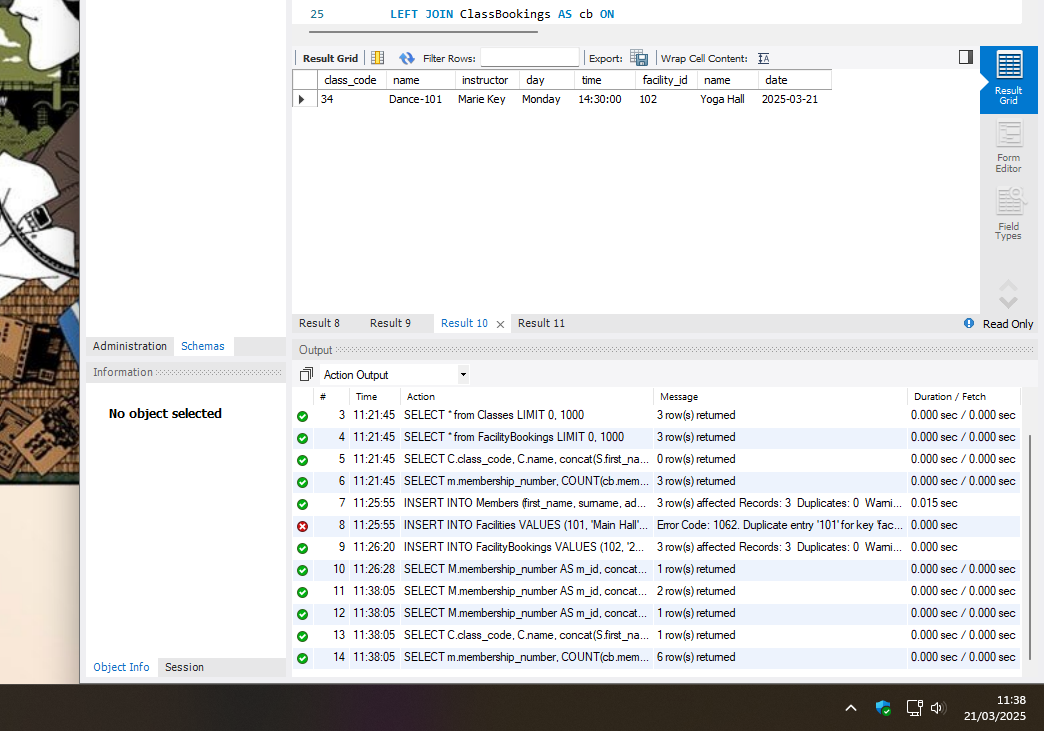 25 LEFT JOIN ClassBookings AS cb ON
Result Grid Filter Rows: Export: Wrap Cell Content: IA
class_code name instructor day time facility_id name date
34 Dance-101 Marie Key Monday 14:30:00 102 Yoga Hall 2025-03-21
Result
Grid
Form
Editor
Field
Types
Result 8 Result 9 Result 10 Result 11 Read Only
Administration Schemas
Information
No object selected
Object Info Session
Output
Action Output
# Time Action Message Duration / Fetch
3 11:21:45 SELECT * from Classes LIMIT 0, 1000 3 row(s) returned 0.000 sec / 0.000 sec
4 11:21:45 SELECT * from FacilityBookings LIMIT 0, 1000 3 row(s) returned 0.000 sec / 0.000 sec
5 11:21:45 SELECT C.class_code, C.name, concat(S.first_na... 0 row(s) returned 0.000 sec / 0.000 sec
6 11:21:45 SELECT m.membership_number, COUNT(cb.mem... 3 row(s) returned 0.000 sec / 0.000 sec
7 11:25:55 INSERT INTO Members (first_name, surname, ad... 3 row(s) affected Records: 3 Duplicates: 0 Warni... 0.015 sec
8 11:25:55 INSERT INTO Facilities VALUES (101, 'Main Hall'... Error Code: 1062. Duplicate entry '101' for key 'fac... 0.000 sec
9 11:26:20 INSERT INTO FacilityBookings VALUES (102, '2... 3 row(s) affected Records: 3 Duplicates: 0 Warni... 0.000 sec
10 11:26:28 SELECT M.membership_number AS m_id, concat... 1 row(s) returned 0.000 sec / 0.000 sec
11 11:38:05 SELECT M.membership_number AS m_id, concat... 2 row(s) returned 0.000 sec / 0.000 sec
12 11:38:05 SELECT M.membership_number AS m_id, concat... 1 row(s) returned 0.000 sec / 0.000 sec
13 11:38:05 SELECT C.class_code, C.name, concat(S.first_na... 1 row(s) returned 0.000 sec / 0.000 sec
14 11:38:05 SELECT m.membership_number, COUNT(cb.mem... 6 row(s) returned 0.000 sec / 0.000 sec
11:38
21/03/2025